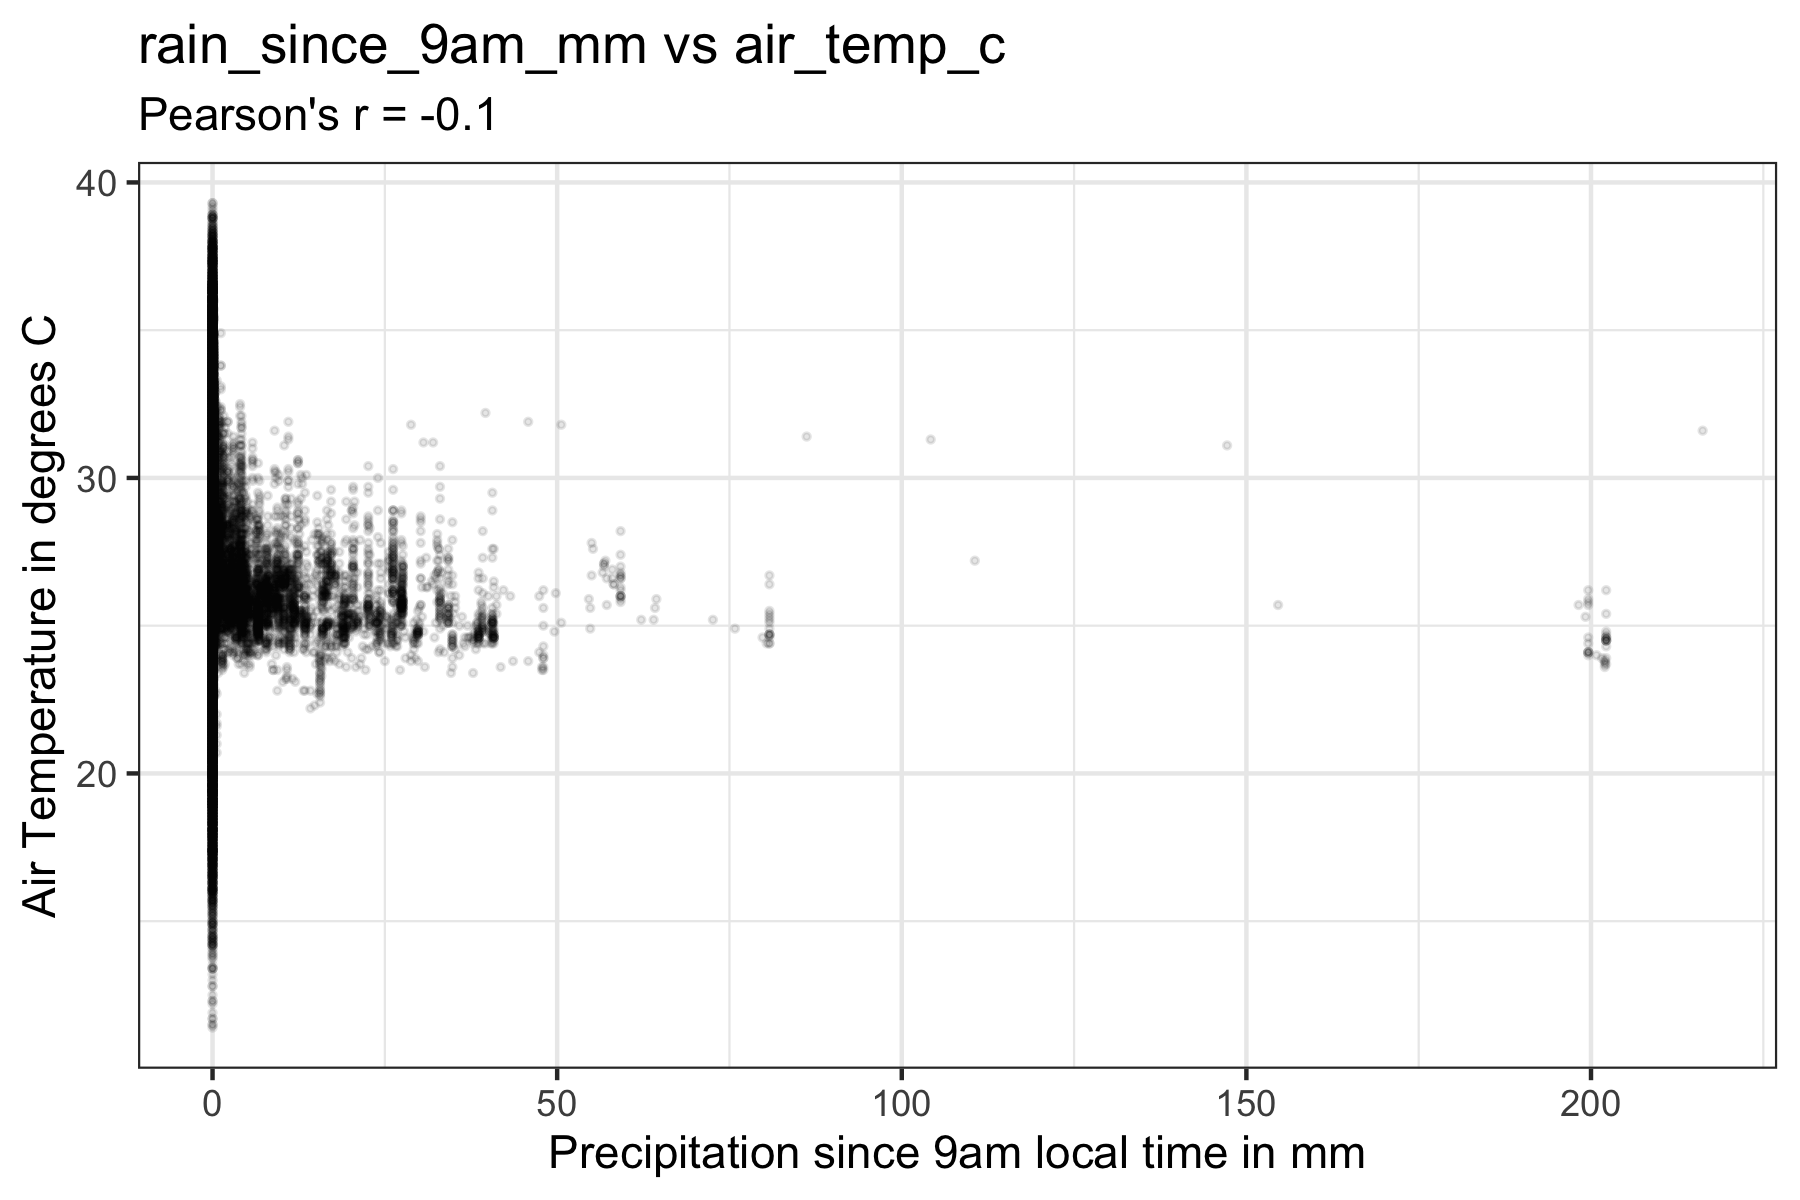 rain_since_9am_mm vs air_temp_c
Pearson's r = -0.1
Air Temperature in degrees C
40
30
20
0
50
100
150
200
Precipitation since 9am local time in mm